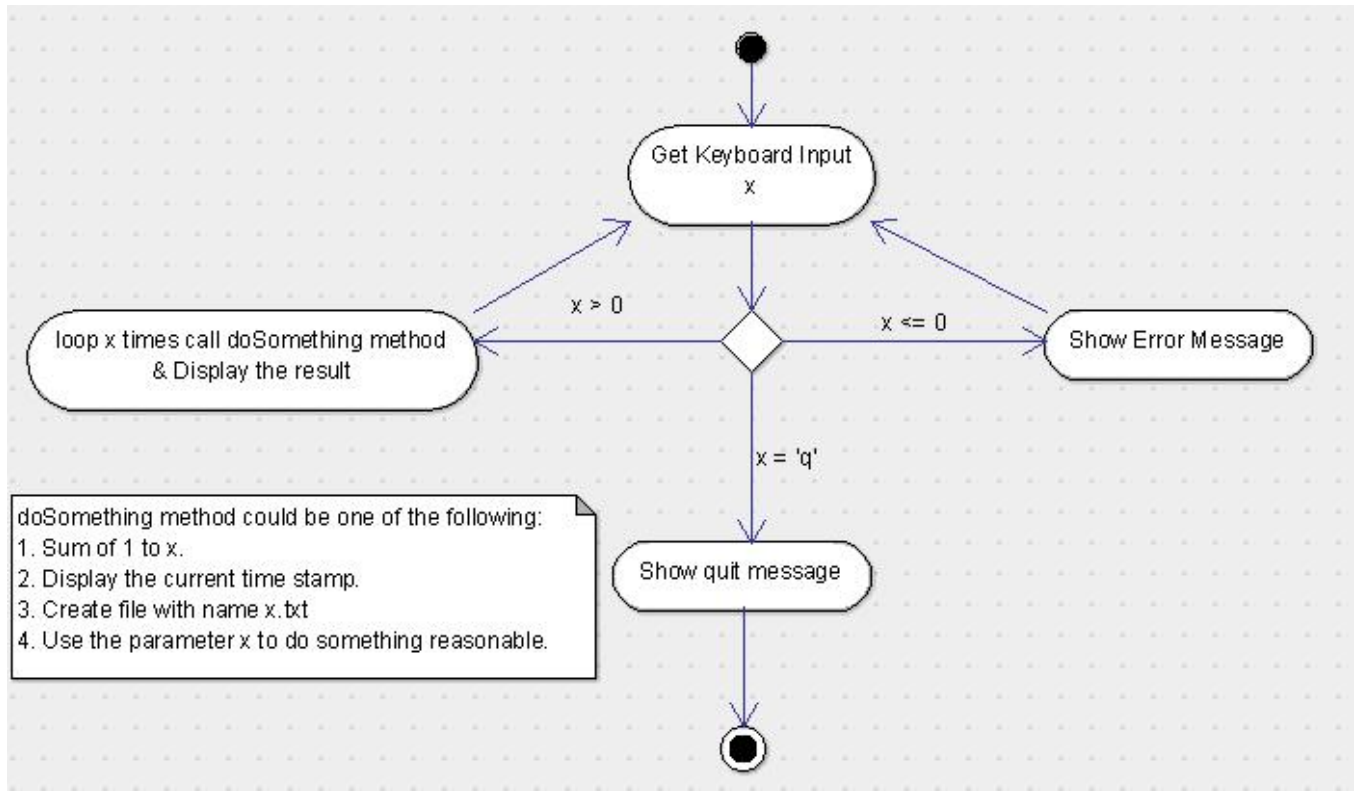 Get Keyboard Input
x
x > 0
x <= 0
loop x times call doSomething method
& Display the result
Show Error Message
x = 'q'
doSomething method could be one of the following:
1. Sum of 1 to x.
2. Display the current time stamp.
3. Create file with name x.txt
4. Use the parameter x to do something reasonable.
Show quit message